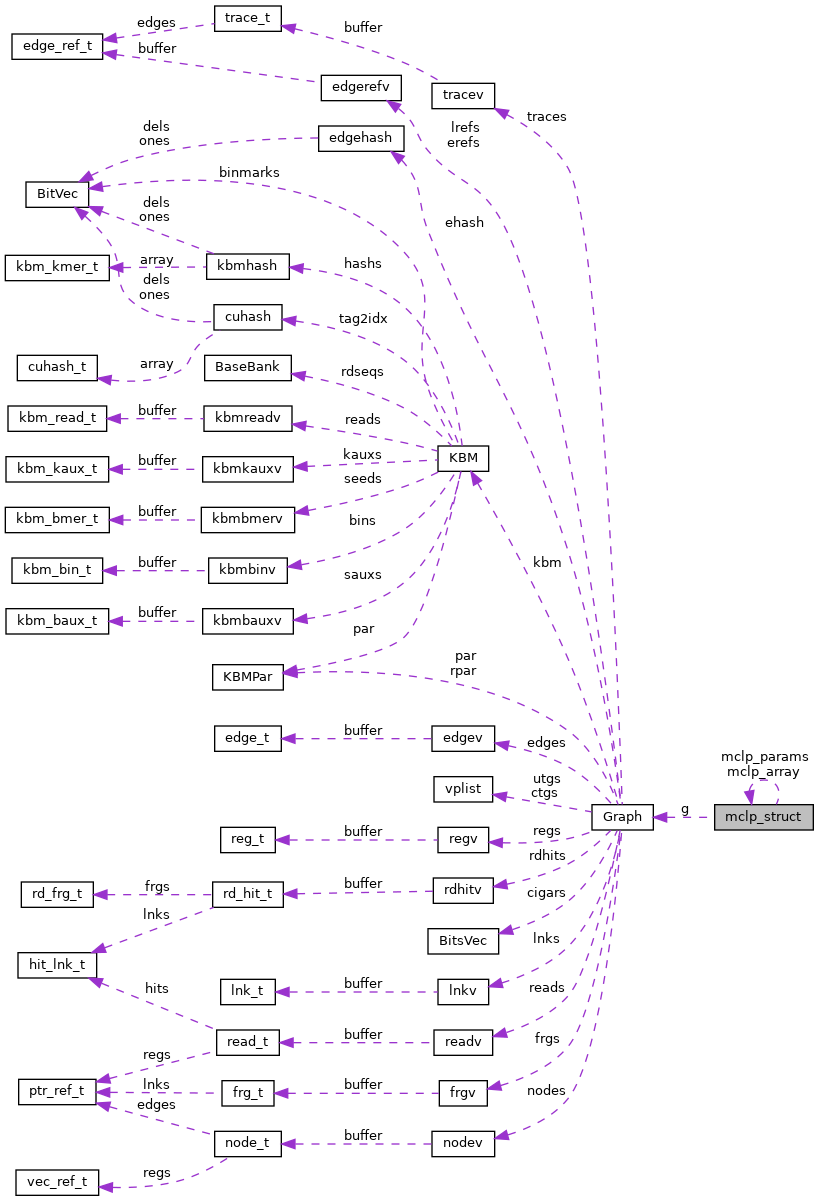 trace_t
edges
buffer
edge_ref_t
buffer
edgerefv
tracev
traces
lrefs
erefs
dels
ones
edgehash
binmarks
BitVec
dels
ones
ehash
kbm_kmer_t
array
kbmhash
hashs
dels
ones
cuhash
tag2idx
cuhash_t
array
BaseBank
rdseqs
kbm_read_t
buffer
kbmreadv
reads
kbm_kaux_t
buffer
kbmkauxv
kauxs
KBM
seeds
kbm_bmer_t
buffer
kbmbmerv
bins
kbm_bin_t
buffer
kbmbinv
kbm
sauxs
kbm_baux_t
buffer
kbmbauxv
par
KBMPar
par
rpar
edge_t
buffer
edgev
edges
mclp_params
mclp_array
vplist
utgs
ctgs
Graph
g
mclp_struct
reg_t
buffer
regv
regs
rdhits
rd_frg_t
frgs
rd_hit_t
buffer
rdhitv
cigars
lnks
BitsVec
lnks
hit_lnk_t
hits
lnk_t
buffer
lnkv
reads
read_t
buffer
readv
frgs
regs
ptr_ref_t
lnks
frg_t
buffer
frgv
nodes
edges
node_t
buffer
nodev
regs
vec_ref_t